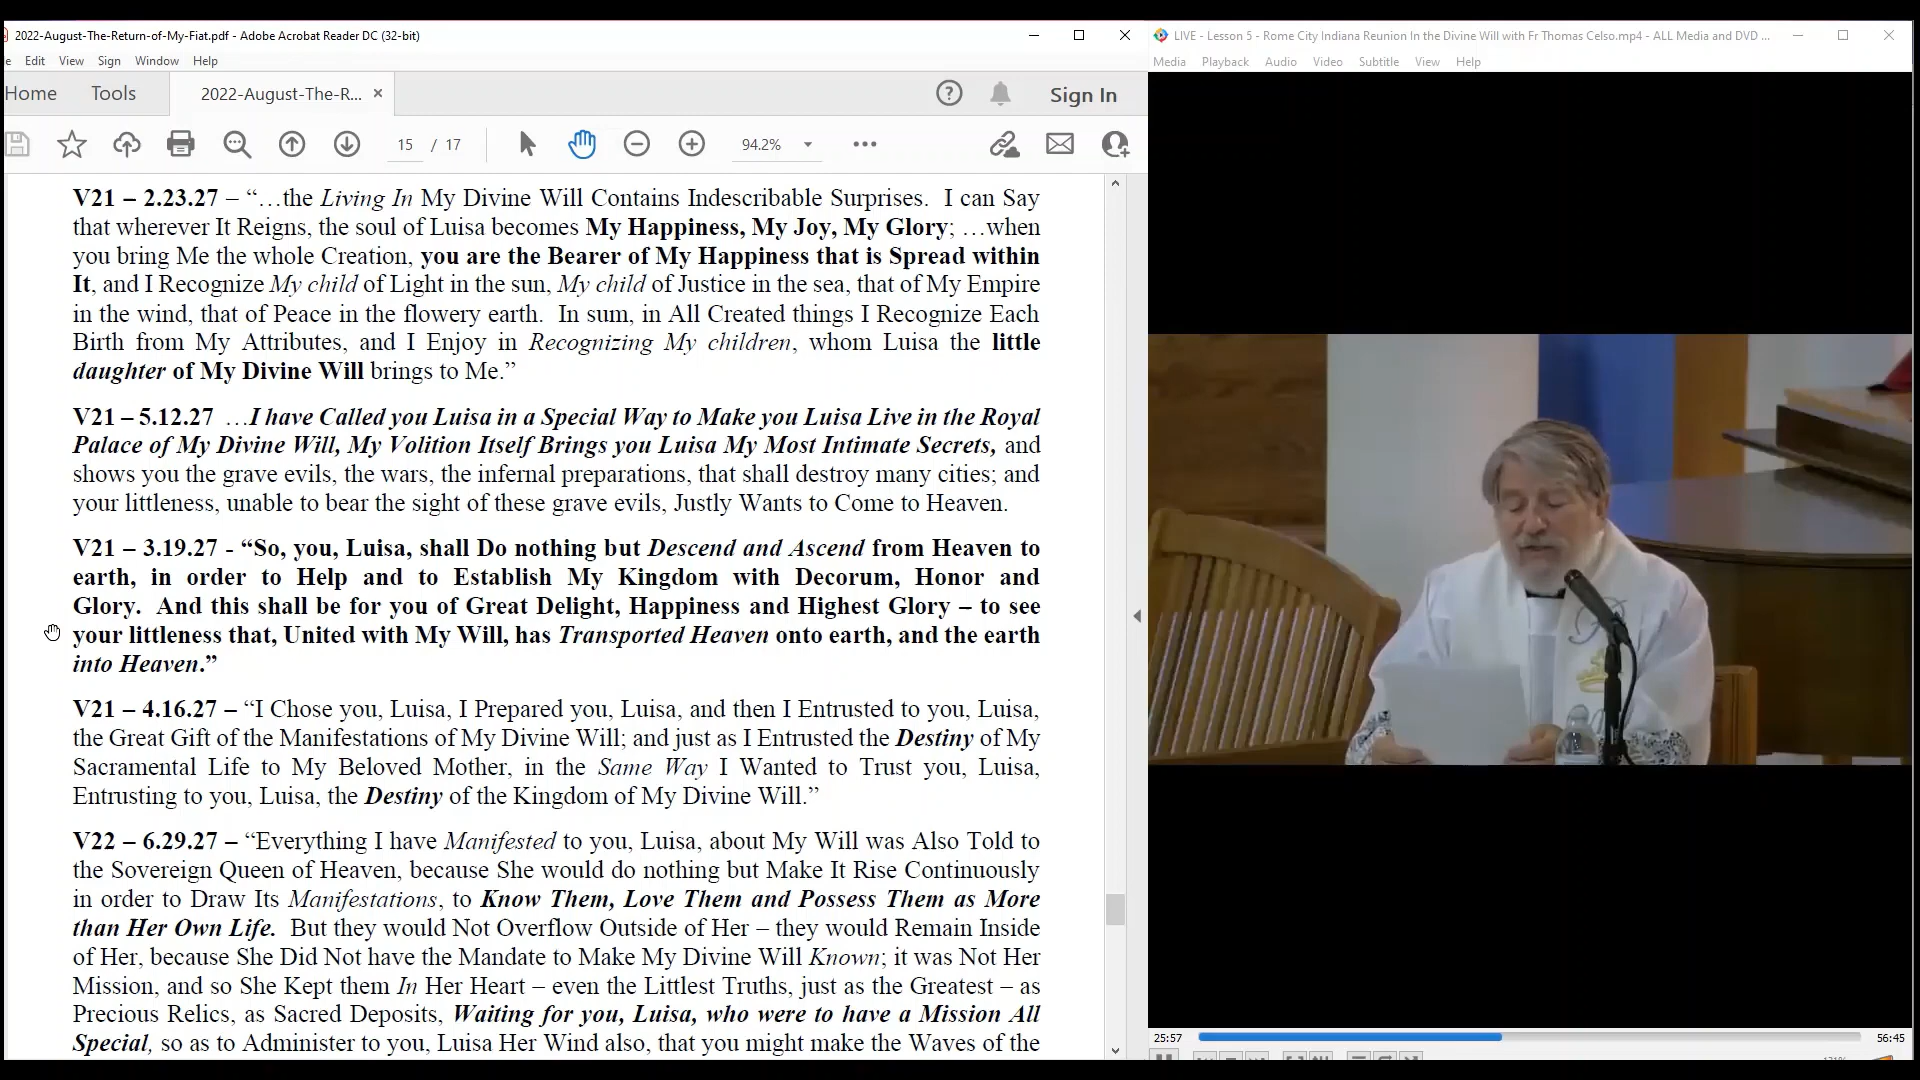 2022-August-The-Return-of-My-Fiat.pdf - Adobe Acrobat Reader DC (32-bit)
Edit View Sign Window Help
Home Tools 2022-August-The-R... × Sign In
15 / 17 94.2%
V21 – 2.23.27 – “…the Living In My Divine Will Contains Indescribable Surprises. I can Say
that wherever It Reigns, the soul of Luisa becomes My Happiness, My Joy, My Glory; …when
you bring Me the whole Creation, you are the Bearer of My Happiness that is Spread within
It, and I Recognize My child of Light in the sun, My child of Justice in the sea, that of My Empire
in the wind, that of Peace in the flowery earth. In sum, in All Created things I Recognize Each
Birth from My Attributes, and I Enjoy in Recognizing My children, whom Luisa the little
daughter of My Divine Will brings to Me.”
V21 – 5.12.27 …I have Called you Luisa in a Special Way to Make you Luisa Live in the Royal
Palace of My Divine Will, My Volition Itself Brings you Luisa My Most Intimate Secrets, and
shows you the grave evils, the wars, the infernal preparations, that shall destroy many cities; and
your littleness, unable to bear the sight of these grave evils, Justly Wants to Come to Heaven.
V21 – 3.19.27 - “So, you, Luisa, shall Do nothing but Descend and Ascend from Heaven to
earth, in order to Help and to Establish My Kingdom with Decorum, Honor and
Glory. And this shall be for you of Great Delight, Happiness and Highest Glory – to see
your littleness that, United with My Will, has Transported Heaven onto earth, and the earth
into Heaven.”
V21 – 4.16.27 – “I Chose you, Luisa, I Prepared you, Luisa, and then I Entrusted to you, Luisa,
the Great Gift of the Manifestations of My Divine Will; and just as I Entrusted the Destiny of My
Sacramental Life to My Beloved Mother, in the Same Way I Wanted to Trust you, Luisa,
Entrusting to you, Luisa, the Destiny of the Kingdom of My Divine Will.”
V22 – 6.29.27 – “Everything I have Manifested to you, Luisa, about My Will was Also Told to
the Sovereign Queen of Heaven, because She would do nothing but Make It Rise Continuously
in order to Draw Its Manifestations, to Know Them, Love Them and Possess Them as More
than Her Own Life. But they would Not Overflow Outside of Her – they would Remain Inside
of Her, because She Did Not have the Mandate to Make My Divine Will Known; it was Not Her
Mission, and so She Kept them In Her Heart – even the Littlest Truths, just as the Greatest – as
Precious Relics, as Sacred Deposits, Waiting for you, Luisa, who were to have a Mission All
Special, so as to Administer to you, Luisa Her Wind also, that you might make the Waves of the
LIVE - Lesson 5 - Rome City Indiana Reunion In the Divine Will with Fr Thomas Celso.mp4 - ALL Media and DVD ...
Media Playback Audio Video Subtitle View Help
25:57 56:45